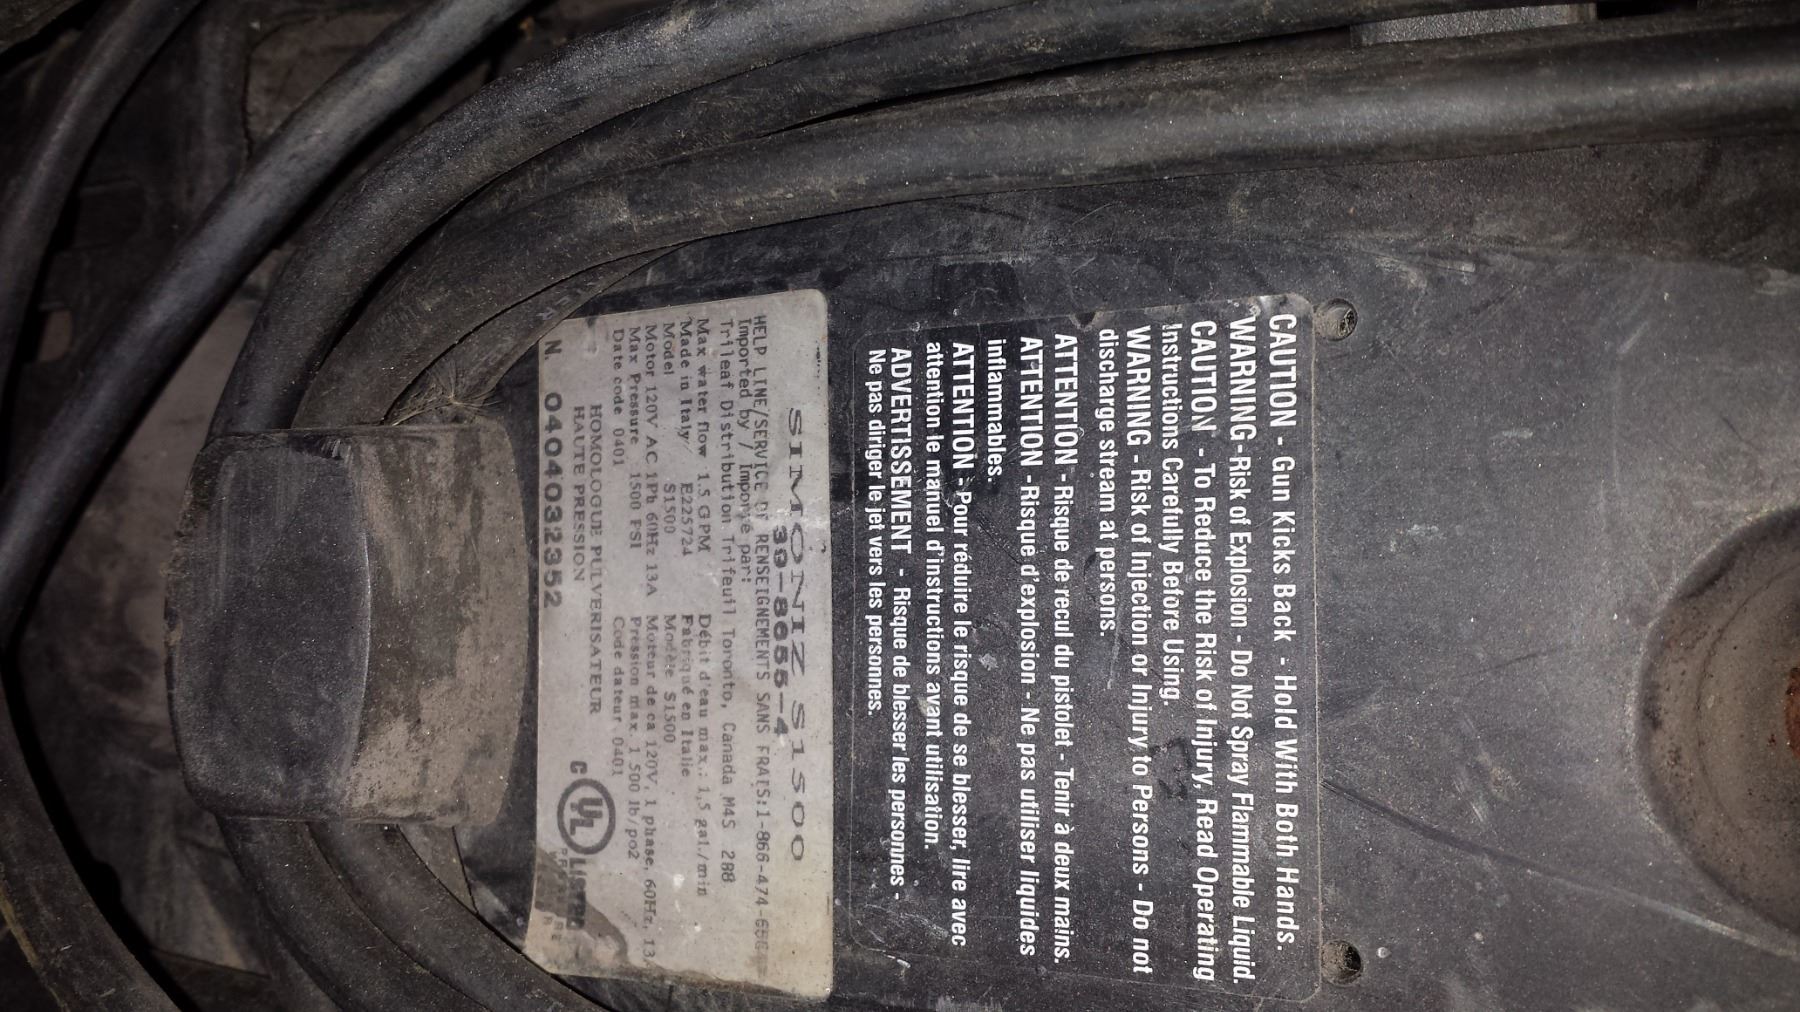 CAUTION - Gun Kicks Back - Hold With Both Hands.
WARNING-Risk of Explosion - Do Not Spray Flammable Liquid.
CAUTION - To Reduce the Risk of Injury, Read Operating
Instructions Carefully Before Using.
WARNING - Risk of Injection or Injury to Persons - Do not
discharge stream at persons.
ATTENTION - Risque de recul du pistolet - Tenir à deux mains.
ATTENTION - Risque d'explosion - Ne pas utiliser liquides
inflammables.
ATTENTION - Pour réduire le risque de se blesser, lire avec
attention le manuel d'instructions avant utilisation.
ADVERTISSEMENT - Risque de blesser les personnes -
Ne pas diriger le jet vers les personnes.
SIMONIZ S1500
39-8655-4
HELP LINE/SERVICE DE RENSEIGNEMENTS SANS FRAIS:1-866-474-
Imported by / Importé par:
Trileaf Distribution Trifeuil Toronto, Canada M4S 2B8
Max water flow 1.5 GPM Débit d'eau max.: 1,5 gal./min
Made in Italy E225724 Fabriqué en Italie
Model S1500 Modèle S1500
Motor 120V AC 1Ph 60Hz 13A Moteur de ca 120V, 1 phase, 60Hz, 13A
Max Pressure 1500 PSI Pression max. 1 500 lb/po2
Date code 0401 Code dateur 0401
HOMOLOGUE PULVERISATEUR
HAUTE PRESSION
N. 0404032352
C UL LISTED